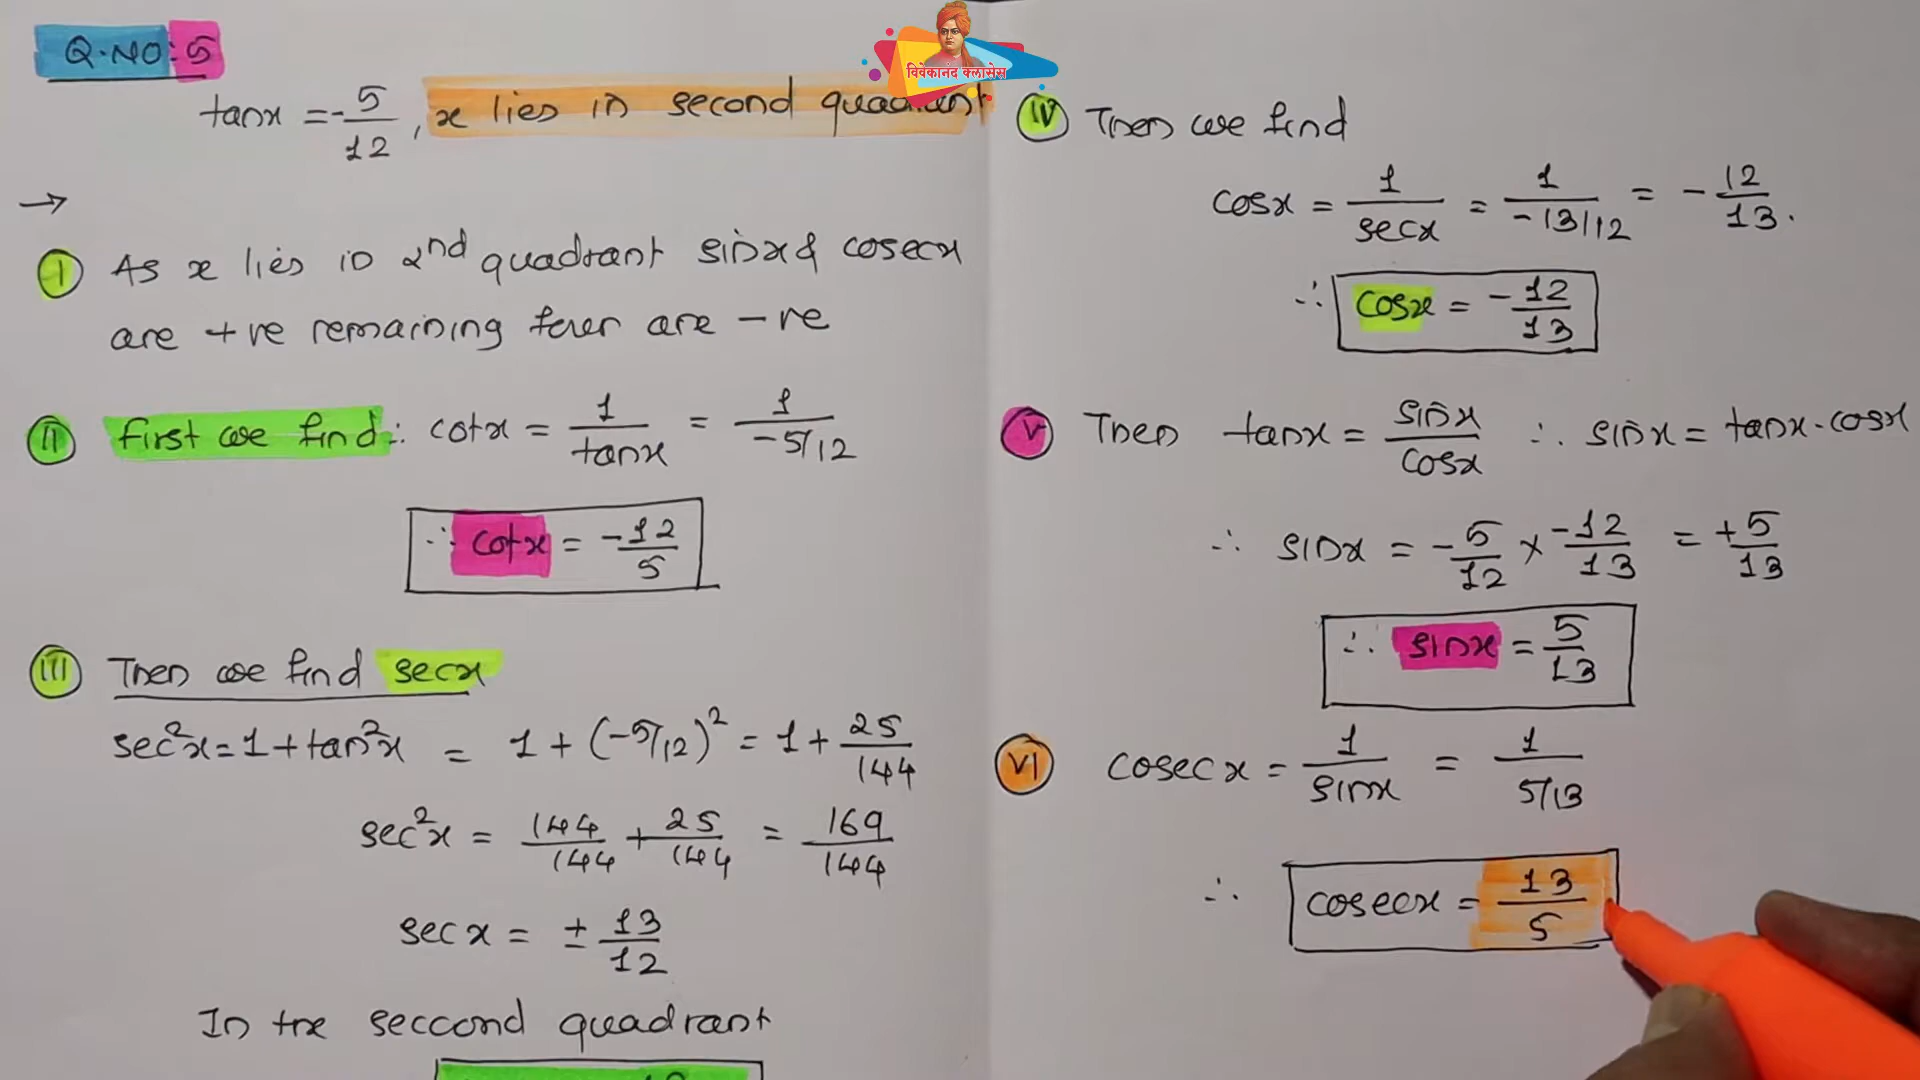 Q.NO:5
tanx = -5/12, x lies in second quadrant
→
I As x lies in 2nd quadrant sinx & cosecx
are +ve remaining four are -ve
II First we find: cotx = 1/tanx = 1/(-5/12)
∴ cotx = -12/5
III Then we find secx
sec²x = 1 + tan²x = 1 + (-5/12)² = 1 + 25/144
sec²x = 144/144 + 25/144 = 169/144
secx = ± 13/12
In the seccond quadrant
विवेकानंद क्लासेस
IV Then we find
cosx = 1/secx = 1/(-13/12) = -12/13.
∴ cosx = -12/13
V Then tanx = sinx/cosx ∴ sinx = tanx·cosx
∴ sinx = -5/12 × -12/13 = +5/13
∴ sinx = 5/13
VI cosecx = 1/sinx = 1/(5/13)
∴ cosecx = 13/5